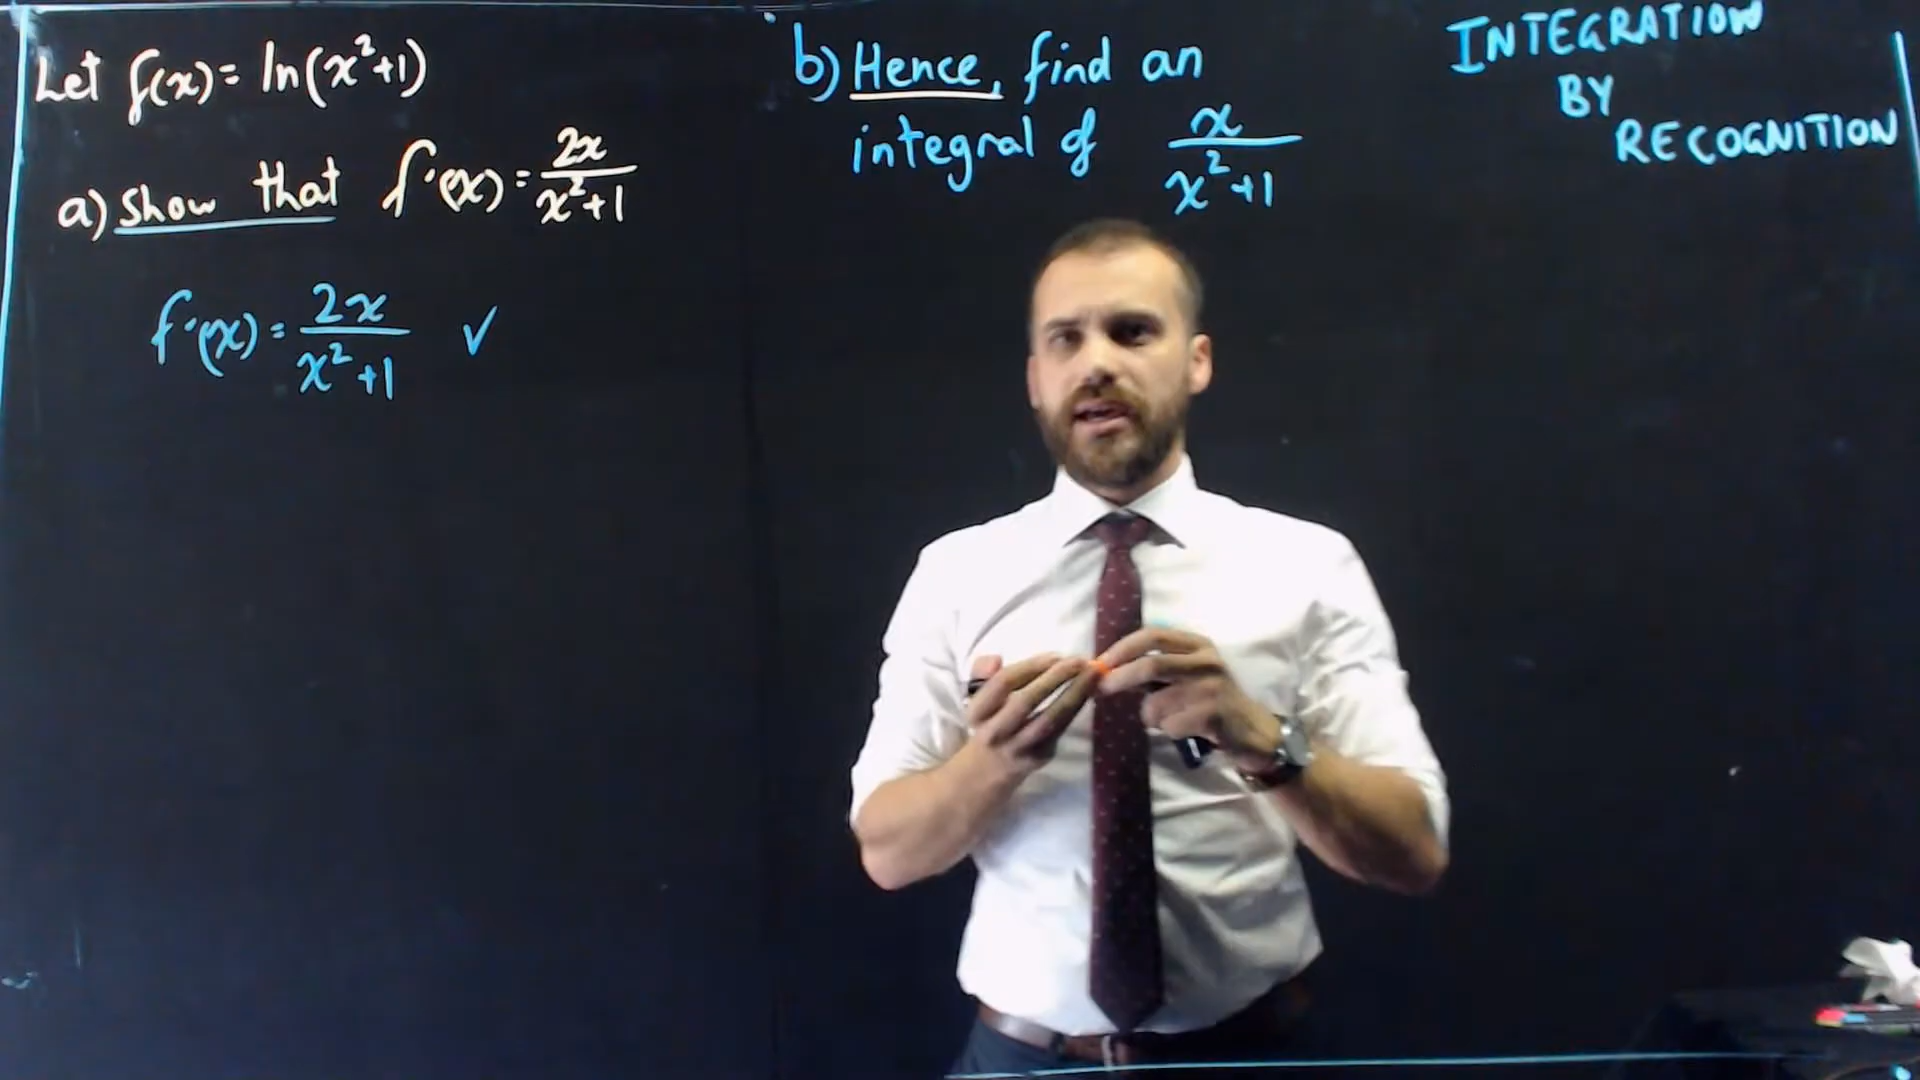 Let f(x) = ln(x²+1)
a) Show that f'(x) = 2x/(x²+1)
f'(x) = 2x/(x²+1) ✓
b) Hence, find an
integral of x/(x²+1)
INTEGRATION
BY
RECOGNITION